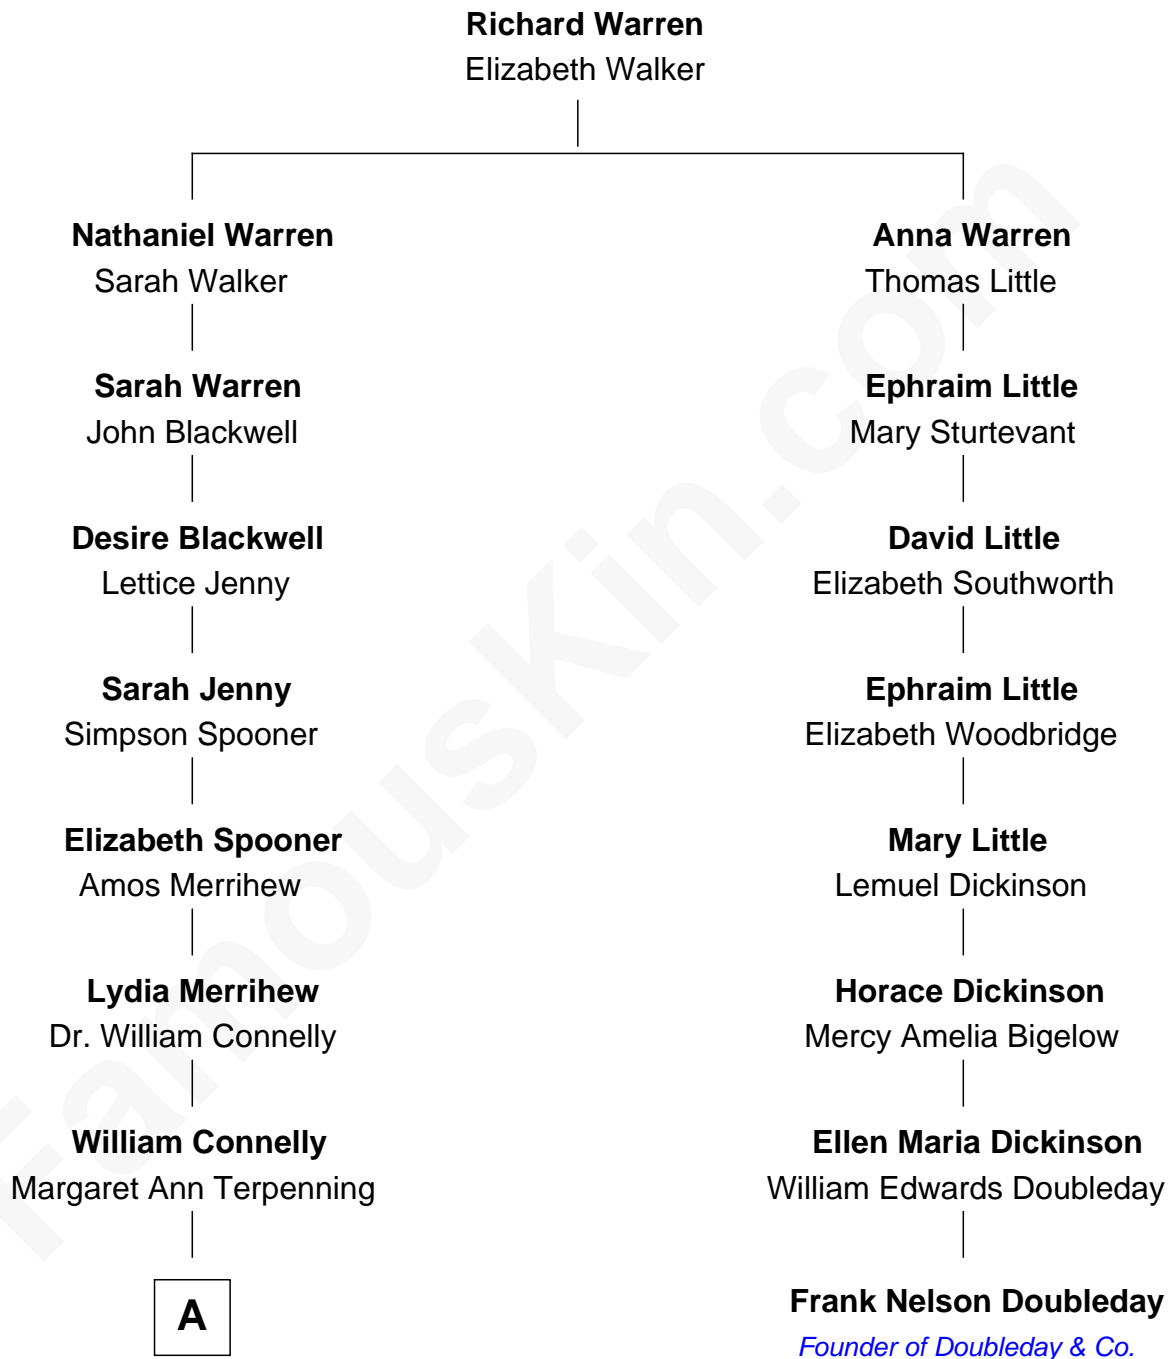 Richard Warren
Elizabeth Walker
Nathaniel Warren
Sarah Walker
Sarah Warren
John Blackwell
Desire Blackwell
Lettice Jenny
Sarah Jenny
Simpson Spooner
Elizabeth Spooner
Amos Merrihew
Lydia Merrihew
Dr. William Connelly
William Connelly
Margaret Ann Terpenning
A
Anna Warren
Thomas Little
Ephraim Little
Mary Sturtevant
David Little
Elizabeth Southworth
Ephraim Little
Elizabeth Woodbridge
Mary Little
Lemuel Dickinson
Horace Dickinson
Mercy Amelia Bigelow
Ellen Maria Dickinson
William Edwards Doubleday
Frank Nelson Doubleday
Founder of Doubleday & Co.
FamousKin.com